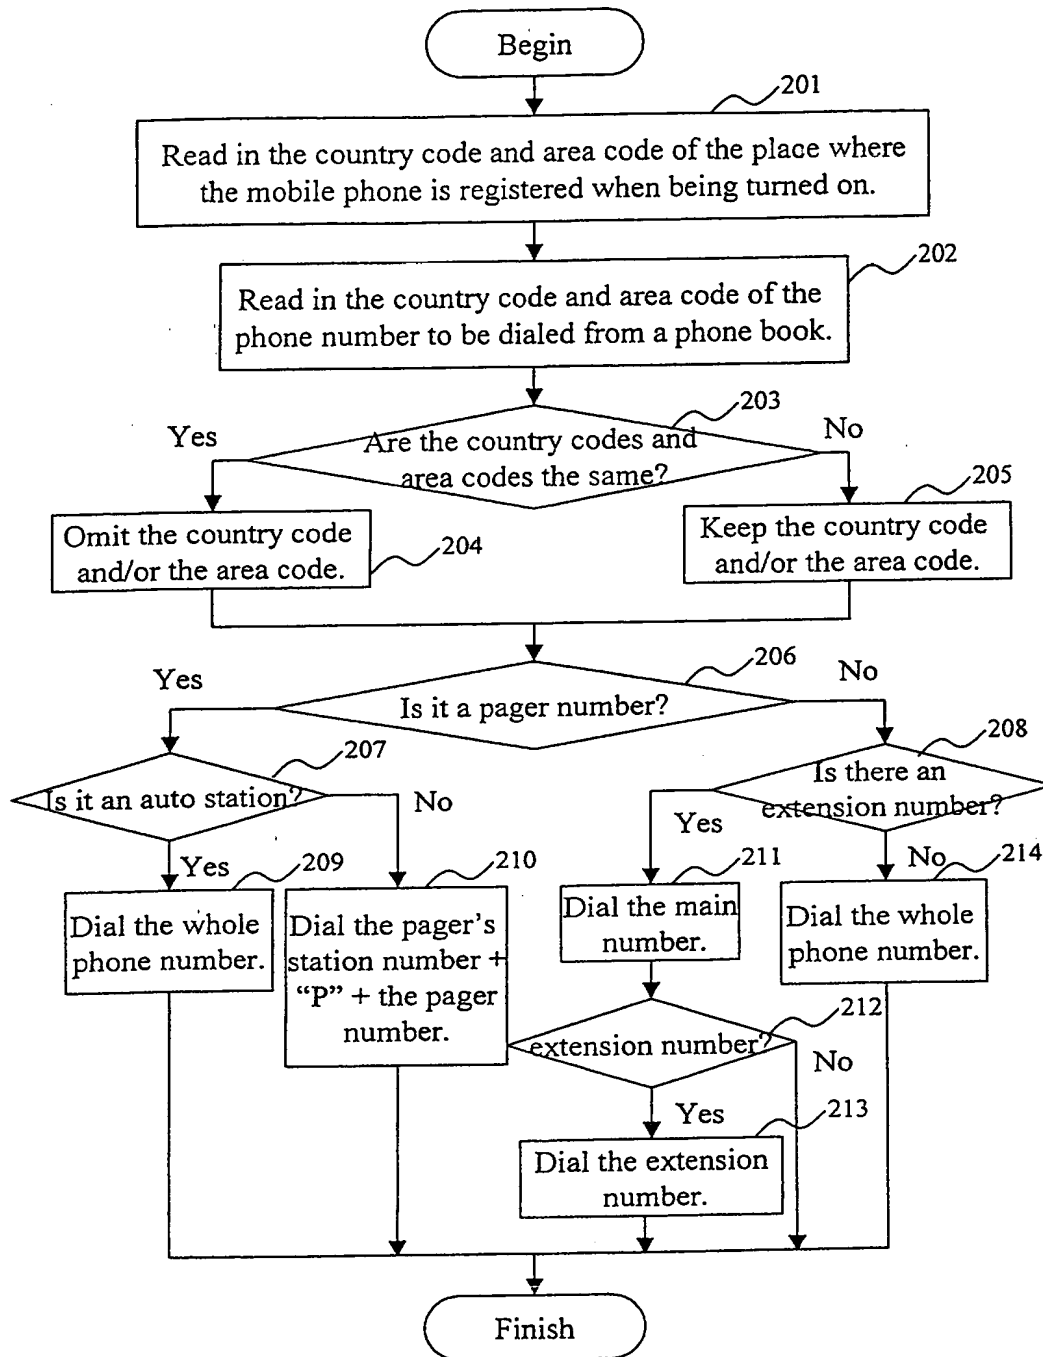 Begin
201
Read in the country code and area code of the place where
the mobile phone is registered when being turned on.
202
Read in the country code and area code of the
phone number to be dialed from a phone book.
203
Yes
Are the country codes and
area codes the same?
No
205
Omit the country code
and/or the area code.
204
Keep the country code
and/or the area code.
206
Yes
Is it a pager number?
No
207
208
Is it an auto station?
No
Is there an
extension number?
Yes
Yes
209
210
211
No
214
Dial the whole
phone number.
Dial the pager's
station number +
“P” + the pager
number.
Dial the main
number.
Dial the whole
phone number.
212
extension number?
No
Yes
213
Dial the extension
number.
Finish